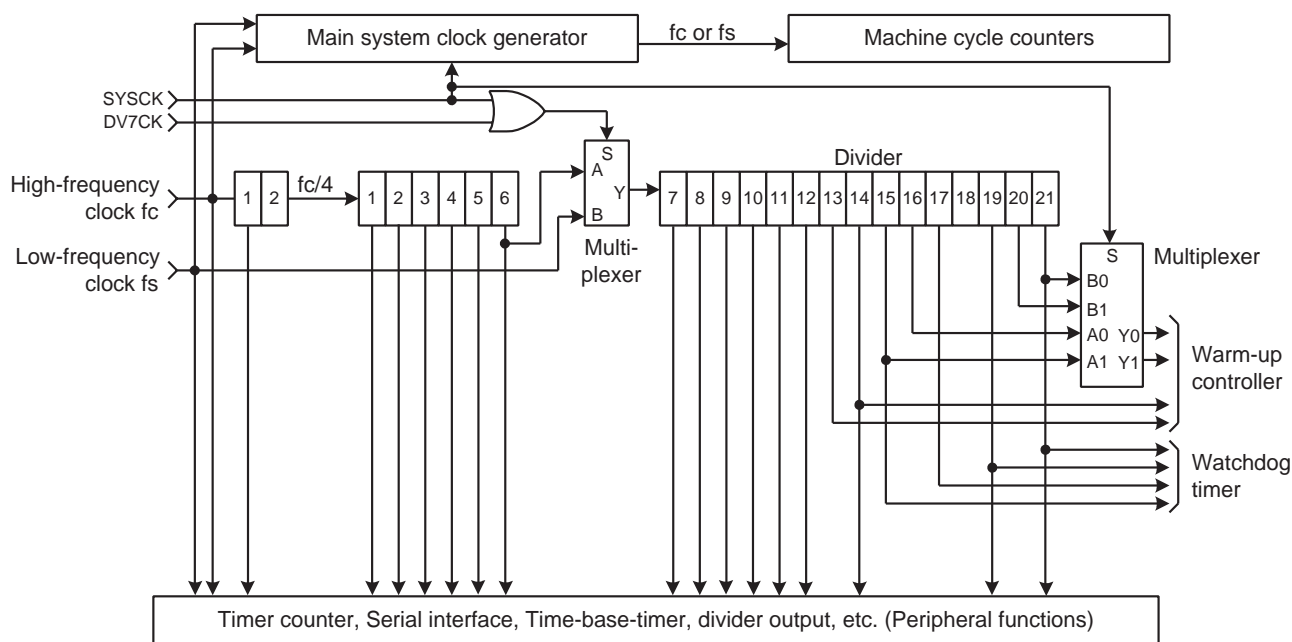 Main system clock generator
fc or fs
Machine cycle counters
SYSCK
DV7CK
High-frequency
clock fc
Low-frequency
clock fs
1 2
fc/4
1 2 3 4 5 6
S
A
Y
B
Multi-
plexer
Divider
7 8 9 10 11 12 13 14 15 16 17 18 19 20 21
S
B0
B1
A0 Y0
A1 Y1
Multiplexer
Warm-up
controller
Watchdog
timer
Timer counter, Serial interface, Time-base-timer, divider output, etc. (Peripheral functions)